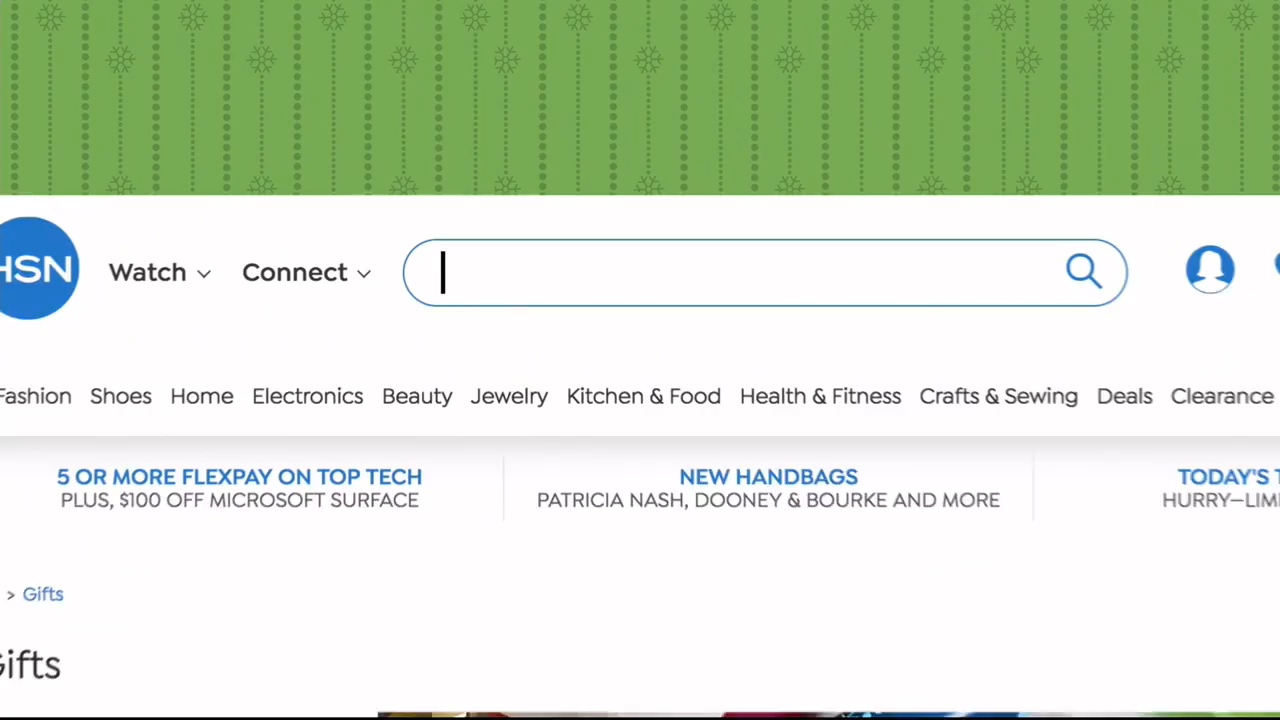 HSN
Watch Connect
Fashion Shoes Home Electronics Beauty Jewelry Kitchen & Food Health & Fitness Crafts & Sewing Deals Clearance
5 OR MORE FLEXPAY ON TOP TECH
PLUS, $100 OFF MICROSOFT SURFACE
NEW HANDBAGS
PATRICIA NASH, DOONEY & BOURKE AND MORE
TODAY'S
HURRY—LIM
> Gifts
Gifts